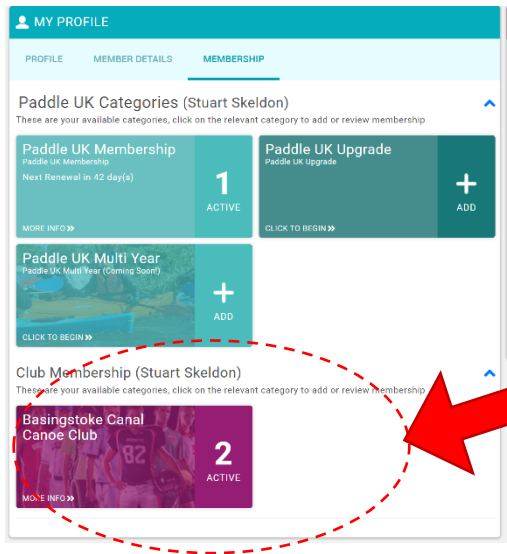 MY PROFILE
PROFILE MEMBER DETAILS MEMBERSHIP
Paddle UK Categories (Stuart Skeldon)
These are your available categories, click on the relevant category to add or review membership
Paddle UK Membership
Paddle UK Membership
Next Renewal in 42 day(s)
1
ACTIVE
MORE INFO
Paddle UK Upgrade
Paddle UK Upgrade
+
ADD
CLICK TO BEGIN
Paddle UK Multi Year
Paddle UK Multi Year (Coming Soon!)
+
ADD
CLICK TO BEGIN
Club Membership (Stuart Skeldon)
These are your available categories, click on the relevant category to add or review membership
Basingstoke Canal
Canoe Club
82
2
ACTIVE
MORE INFO